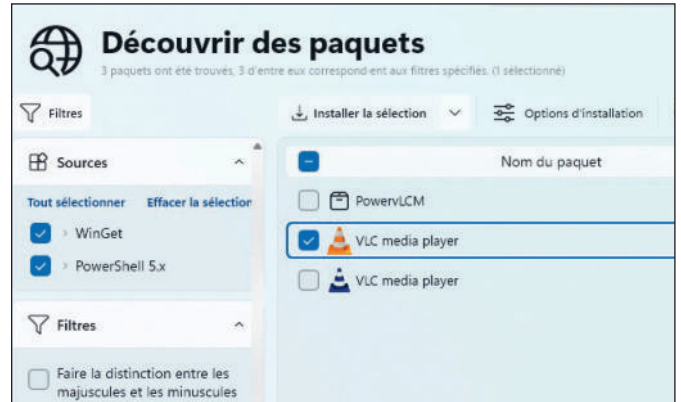 Découvrir des paquets
3 paquets ont été trouvés, 3 d'entre eux correspond-ent aux filtres spécifiés. (1 sélectionné)
Filtres
Installer la sélection
Options d'installation
Sources
Nom du paquet
Tout sélectionner
Effacer la sélection
PowervLCM
WinGet
VLC media player
PowerShell 5.x
VLC media player
Filtres
Faire la distinction entre les
majuscules et les minuscules